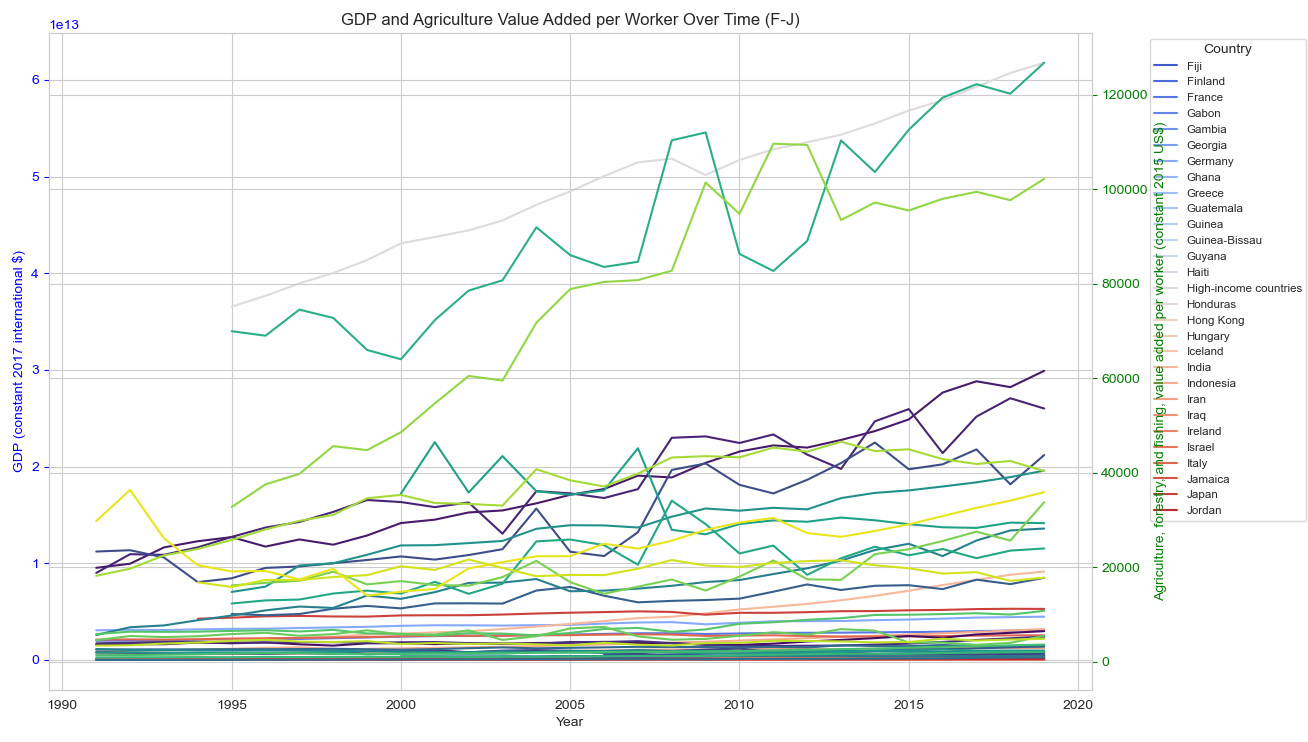 GDP and Agriculture Value Added per Worker Over Time (F-J)
1e13
6
5
4
3
2
1
0
GDP (constant 2017 international $)
1990
1995
2000
2005
2010
2015
2020
Year
120000
100000
80000
60000
40000
20000
0
Agriculture, forestry, and fishing, value added per worker (constant 2015 US$)
Country
Fiji
Finland
France
Gabon
Gambia
Georgia
Germany
Ghana
Greece
Guatemala
Guinea
Guinea-Bissau
Guyana
Haiti
High-income countries
Honduras
Hong Kong
Hungary
Iceland
India
Indonesia
Iran
Iraq
Ireland
Israel
Italy
Jamaica
Japan
Jordan